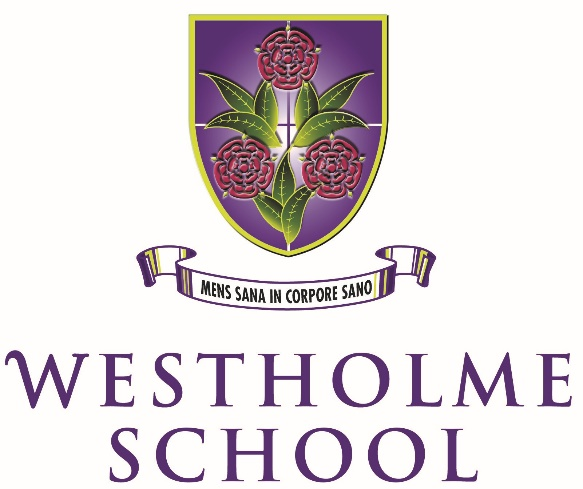 MENS SANA IN CORPORE SANO
WESTHOLME
SCHOOL